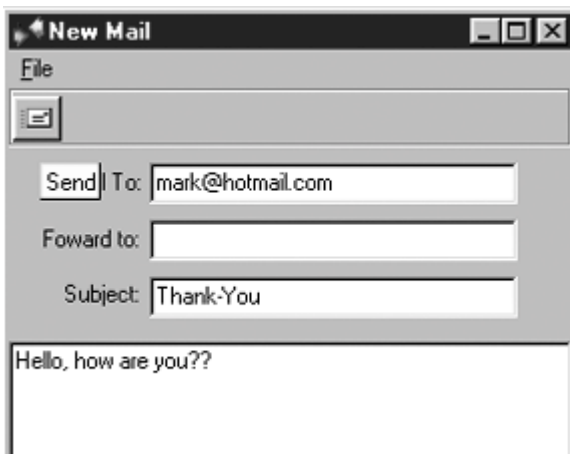 New Mail
File
Send To: mark@hotmail.com
Foward to:
Subject: Thank-You
Hello, how are you??